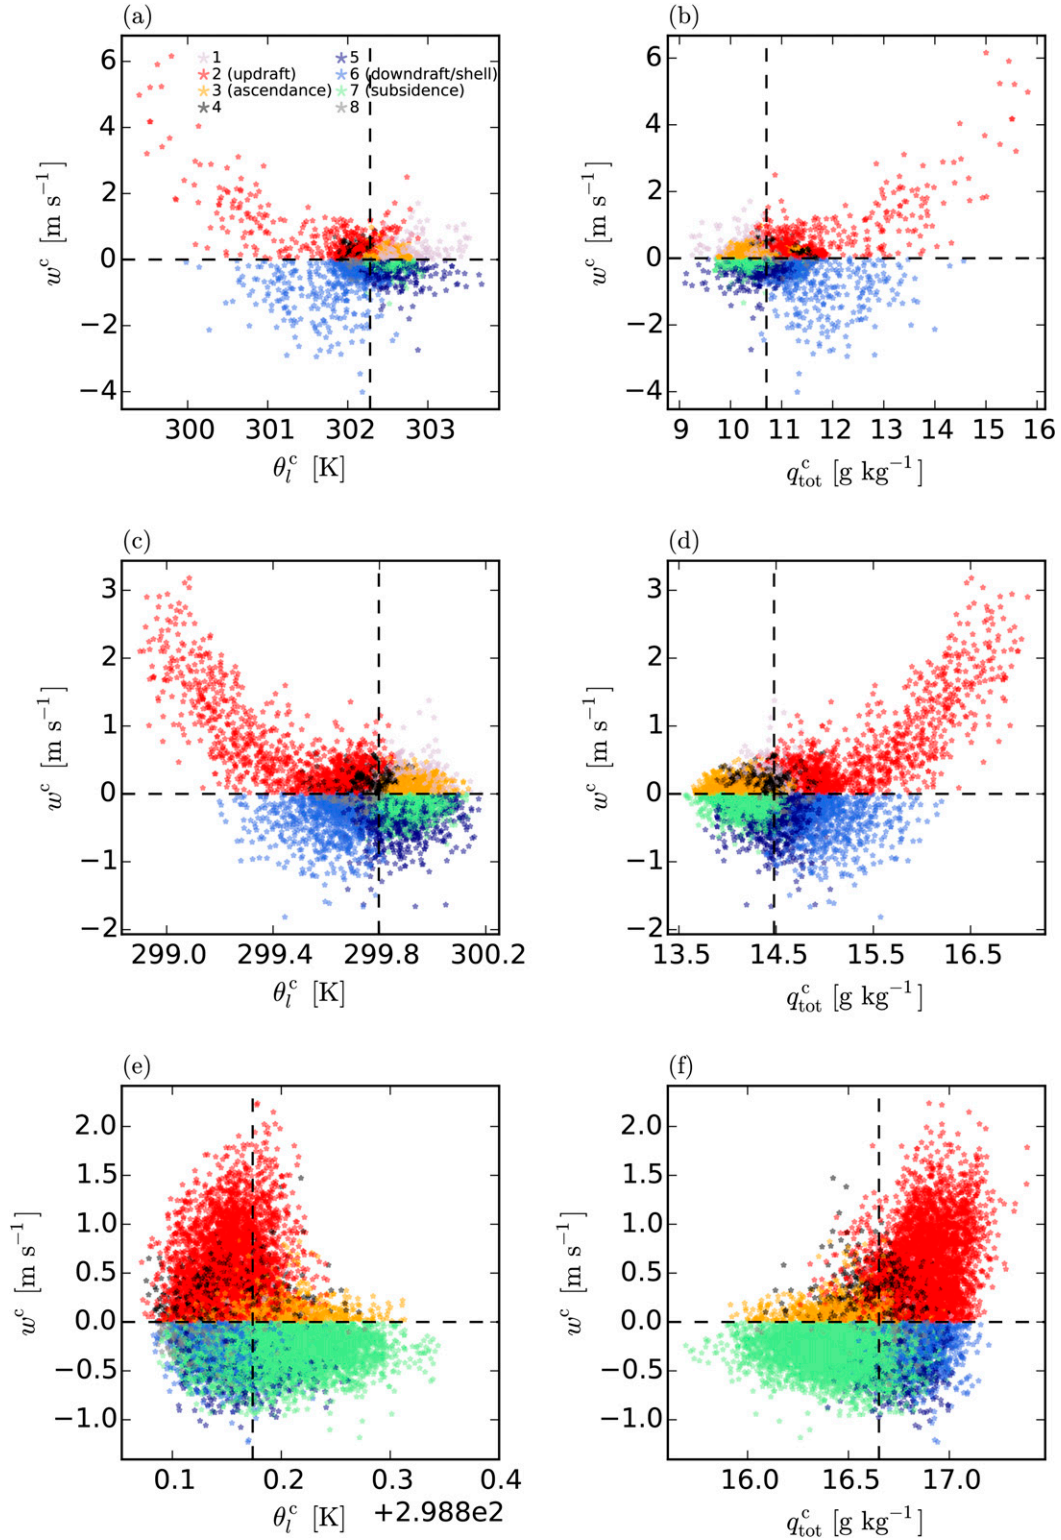 (a)
(b)
6
4
2
0
−2
−4
w^c [m s⁻¹]
1
2 (updraft)
3 (ascendance)
4
5
6 (downdraft/shell)
7 (subsidence)
8
300 301 302 303
θ_l^c [K]
6
4
2
0
−2
−4
w^c [m s⁻¹]
9 10 11 12 13 14 15 16
q_tot^c [g kg⁻¹]
(c)
(d)
3
2
1
0
−1
−2
w^c [m s⁻¹]
299.0 299.4 299.8 300.2
θ_l^c [K]
3
2
1
0
−1
−2
w^c [m s⁻¹]
13.5 14.5 15.5 16.5
q_tot^c [g kg⁻¹]
(e)
(f)
2.0
1.5
1.0
0.5
0.0
−0.5
−1.0
w^c [m s⁻¹]
0.1 0.2 0.3 0.4
θ_l^c [K] +2.988e2
2.0
1.5
1.0
0.5
0.0
−0.5
−1.0
w^c [m s⁻¹]
16.0 16.5 17.0
q_tot^c [g kg⁻¹]